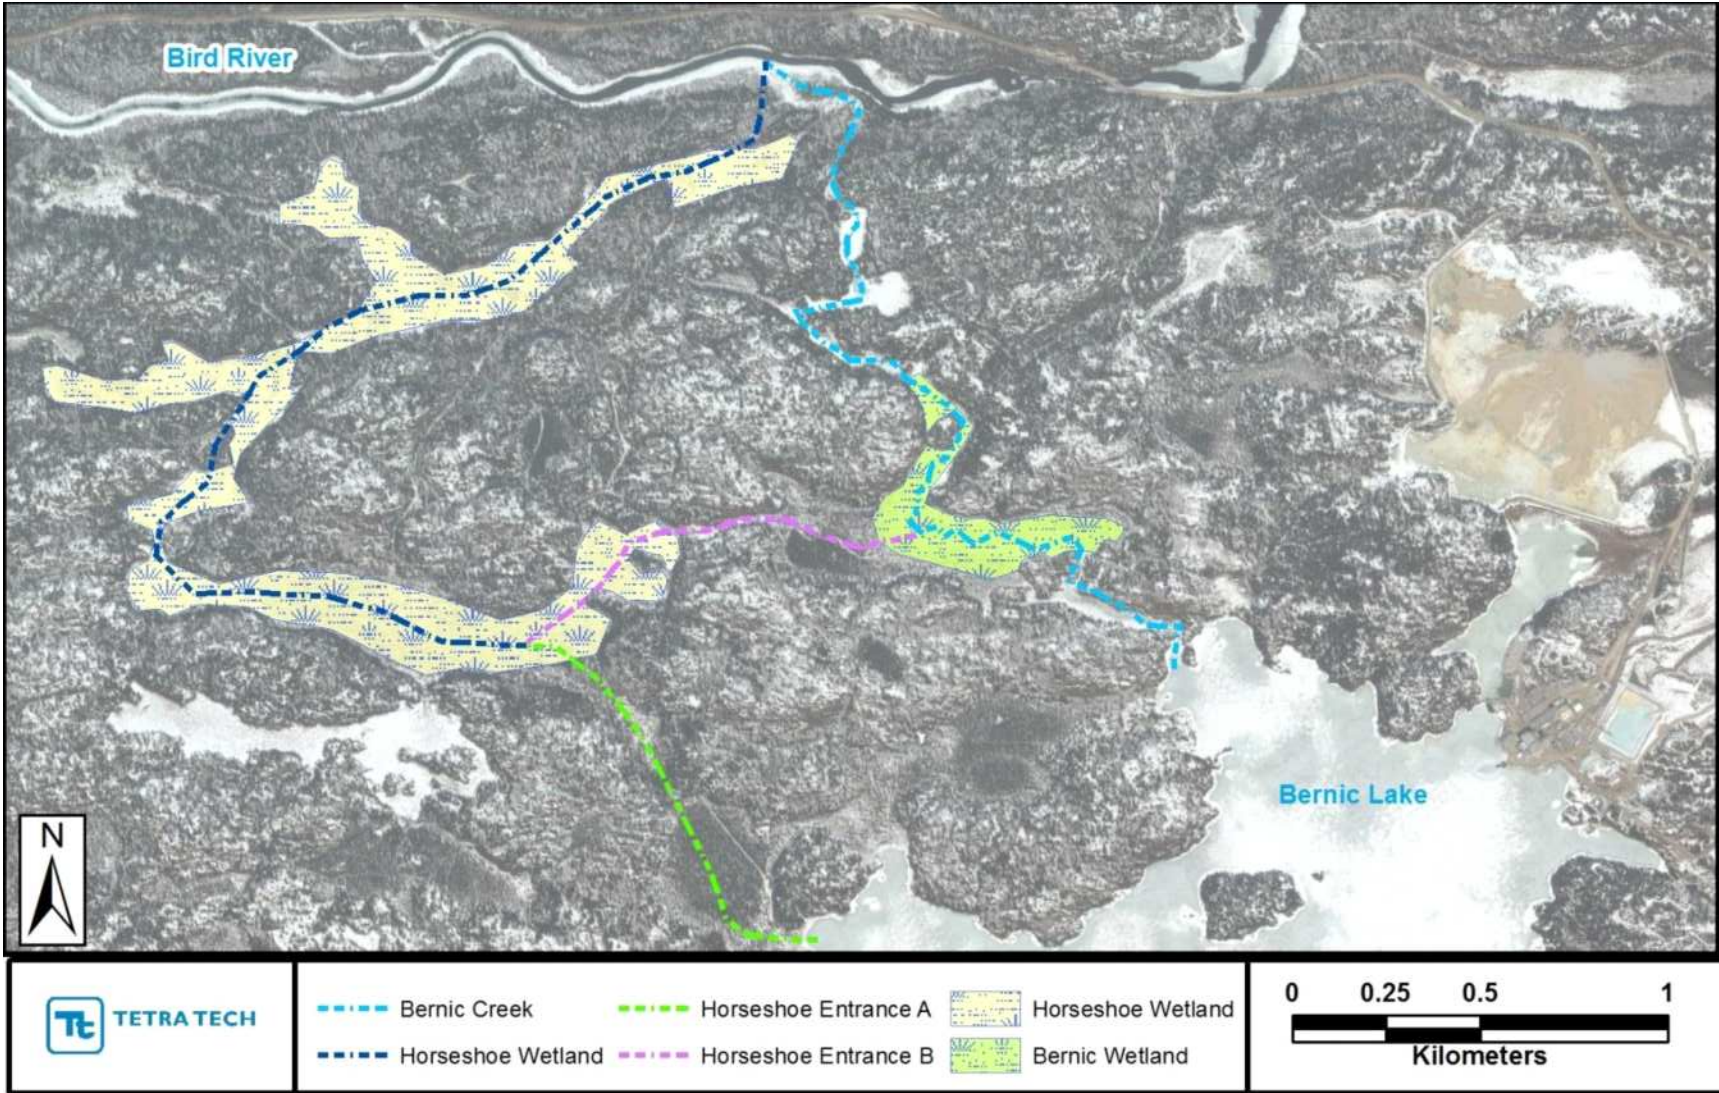 Bird River
Bernic Lake
N
Tt TETRA TECH
Bernic Creek
Horseshoe Entrance A
Horseshoe Wetland
Horseshoe Wetland
Horseshoe Entrance B
Bernic Wetland
0 0.25 0.5 1
Kilometers